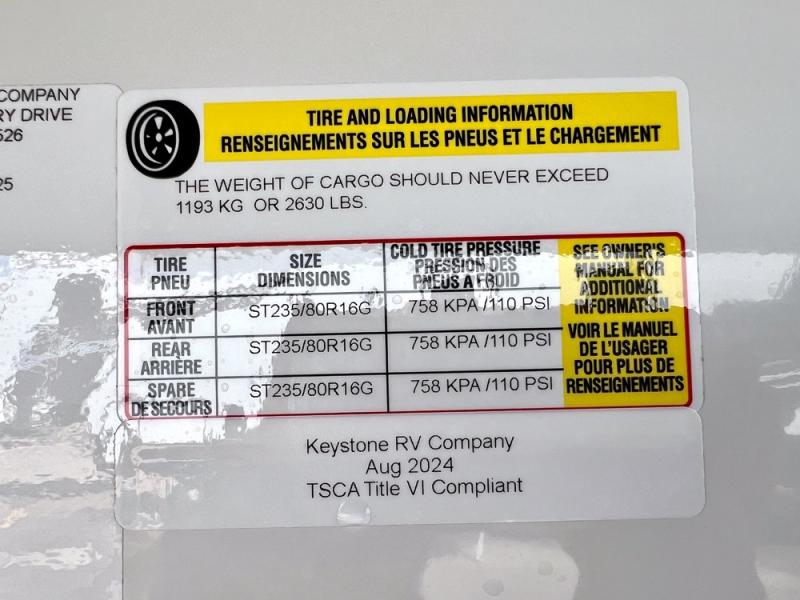 COMPANY
RY DRIVE
526
25
TIRE AND LOADING INFORMATION
RENSEIGNEMENTS SUR LES PNEUS ET LE CHARGEMENT
THE WEIGHT OF CARGO SHOULD NEVER EXCEED
1193 KG OR 2630 LBS.
TIRE
PNEU
SIZE
DIMENSIONS
COLD TIRE PRESSURE
PRESSION DES
PNEUS A FROID
SEE OWNER'S
MANUAL FOR
ADDITIONAL
INFORMATION
VOIR LE MANUEL
DE L'USAGER
POUR PLUS DE
RENSEIGNEMENTS
FRONT
AVANT
ST235/80R16G
758 KPA /110 PSI
REAR
ARRIÈRE
ST235/80R16G
758 KPA /110 PSI
SPARE
DE SECOURS
ST235/80R16G
758 KPA /110 PSI
Keystone RV Company
Aug 2024
TSCA Title VI Compliant